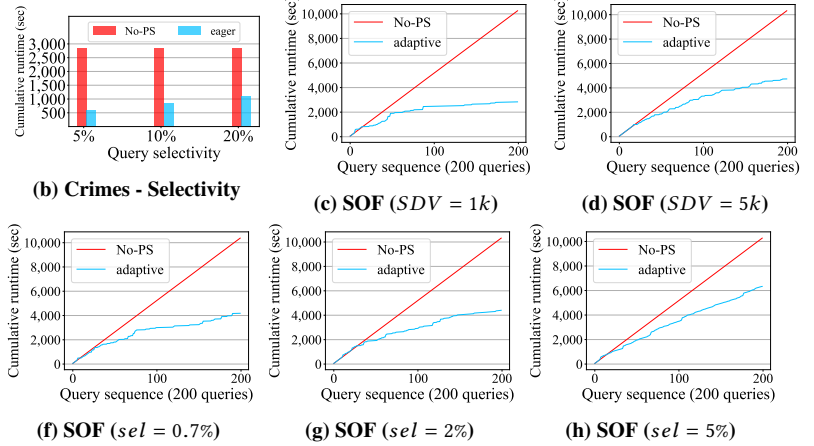 Cumulative runtime (sec)
No-PS eager
3,000
2,500
2,000
1,500
1,000
500
5% 10% 20%
Query selectivity
(b) Crimes - Selectivity
Cumulative runtime (sec)
10,000
8,000
6,000
4,000
2,000
0
No-PS
adaptive
0 100 200
Query sequence (200 queries)
(c) SOF (SDV = 1k)
Cumulative runtime (sec)
10,000
8,000
6,000
4,000
2,000
0
No-PS
adaptive
0 100 200
Query sequence (200 queries)
(d) SOF (SDV = 5k)
Cumulative runtime (sec)
10,000
8,000
6,000
4,000
2,000
0
No-PS
adaptive
0 100 200
Query sequence (200 queries)
(f) SOF (sel = 0.7%)
Cumulative runtime (sec)
10,000
8,000
6,000
4,000
2,000
0
No-PS
adaptive
0 100 200
Query sequence (200 queries)
(g) SOF (sel = 2%)
Cumulative runtime (sec)
10,000
8,000
6,000
4,000
2,000
0
No-PS
adaptive
0 100 200
Query sequence (200 queries)
(h) SOF (sel = 5%)